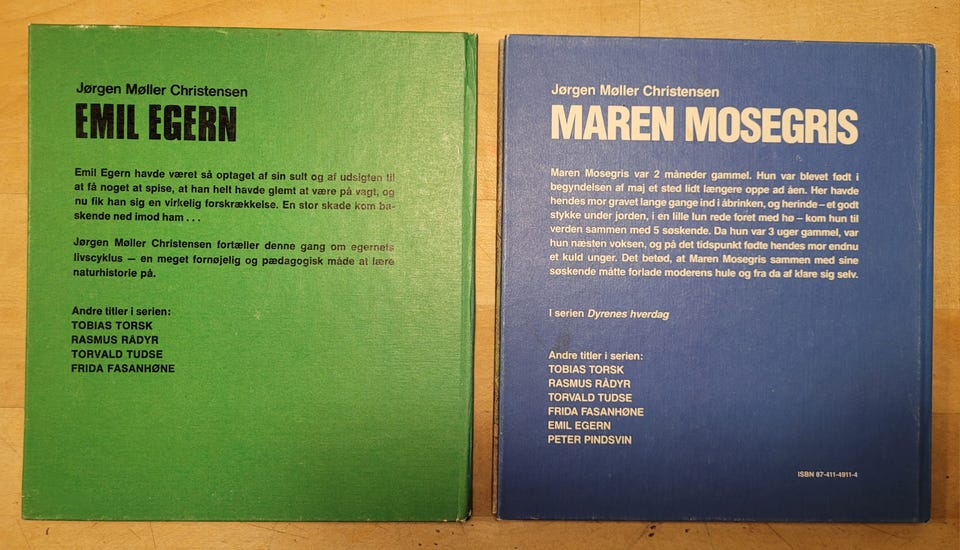 Jørgen Møller Christensen
EMIL EGERN
Emil Egern havde været så optaget af sin sult og af udsigten til
at få noget at spise, at han helt havde glemt at være på vagt, og
nu fik han sig en virkelig forskrækkelse. En stor skade kom ba-
skende ned imod ham . . .
Jørgen Møller Christensen fortæller denne gang om egernets
livscyklus — en meget fornøjelig og pædagogisk måde at lære
naturhistorie på.
Andre titler i serien:
TOBIAS TORSK
RASMUS RÅDYR
TORVALD TUDSE
FRIDA FASANHØNE
Jørgen Møller Christensen
MAREN MOSEGRIS
Maren Mosegris var 2 måneder gammel. Hun var blevet født i
begyndelsen af maj et sted lidt længere oppe ad åen. Her havde
hendes mor gravet lange gange ind i åbrinken, og herinde – et godt
stykke under jorden, i en lille lun rede foret med hø – kom hun til
verden sammen med 5 søskende. Da hun var 3 uger gammel, var
hun næsten voksen, og på det tidspunkt fødte hendes mor endnu
et kuld unger. Det betød, at Maren Mosegris sammen med sine
søskende måtte forlade moderens hule og fra da af klare sig selv.
I serien Dyrenes hverdag
Andre titler i serien:
TOBIAS TORSK
RASMUS RÅDYR
TORVALD TUDSE
FRIDA FASANHØNE
EMIL EGERN
PETER PINDSVIN
ISBN 87-411-4911-4